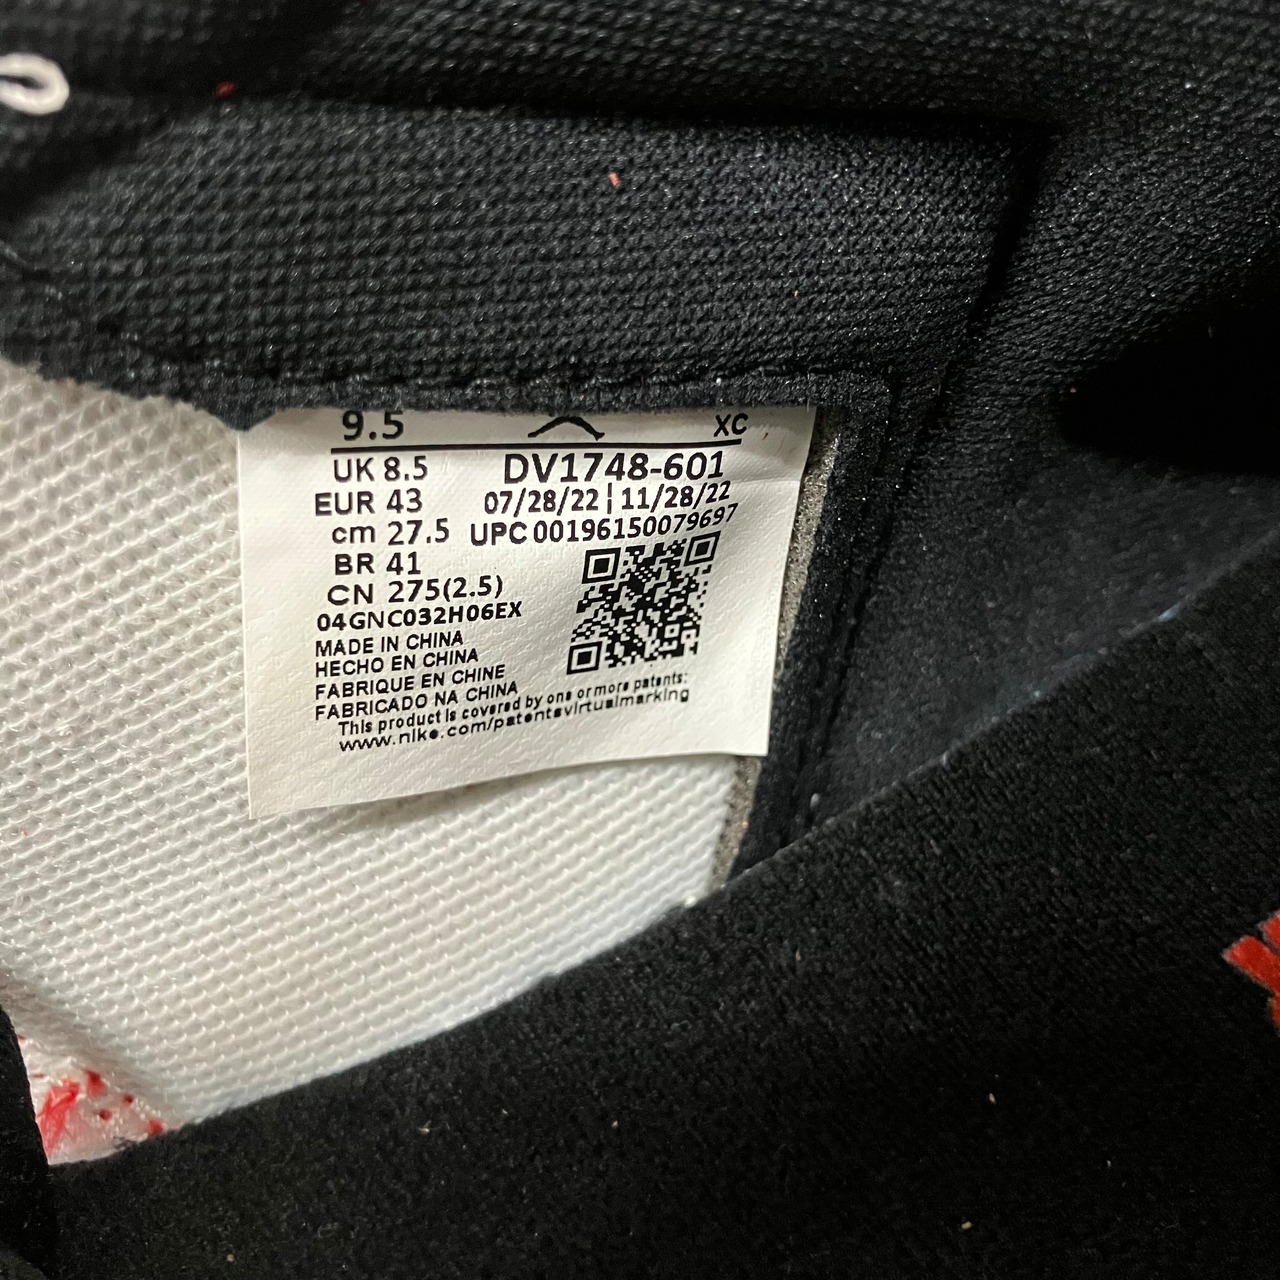 9.5 XC
UK 8.5 DV1748-601
EUR 43 07/28/22 | 11/28/22
cm 27.5 UPC 00196150079697
BR 41
CN 275(2.5)
04GNC032H06EX
MADE IN CHINA
HECHO EN CHINA
FABRIQUE EN CHINE
FABRICADO NA CHINA
This product is covered by one or more patents:
www.nike.com/patentsvirtualmarking